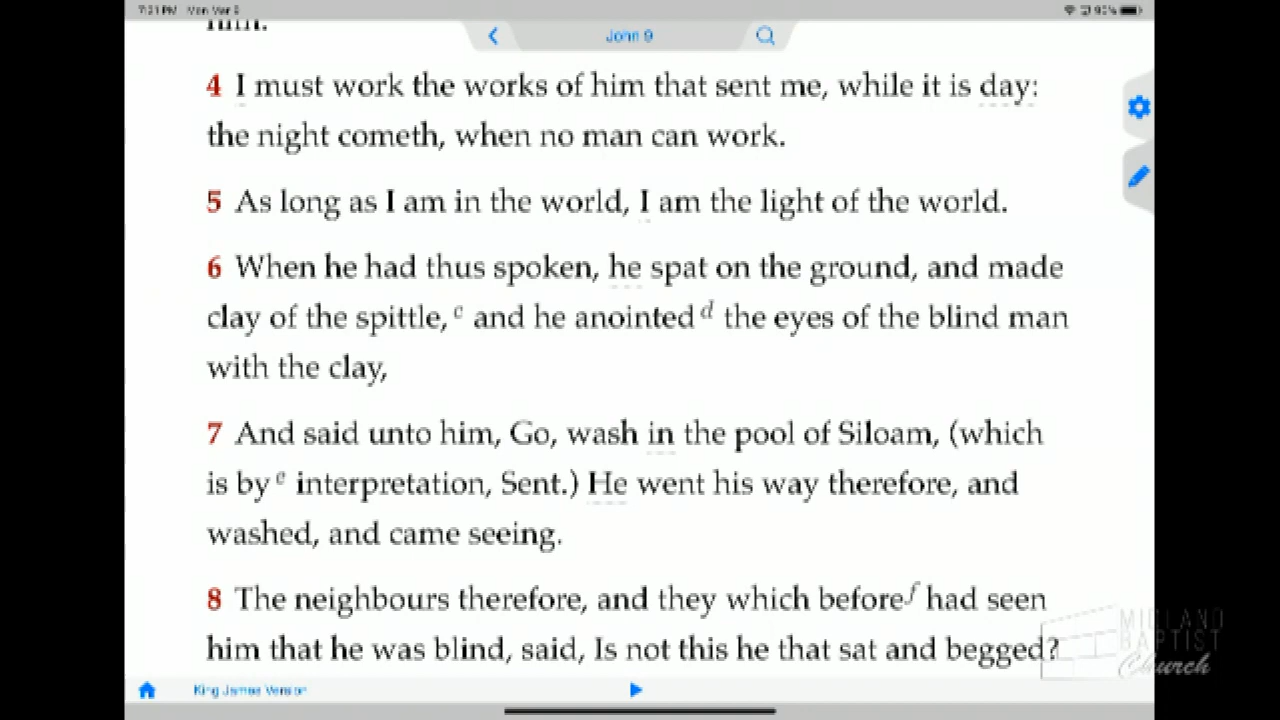 7:21 PM Mon Mar
him.
John 9
4 I must work the works of him that sent me, while it is day:
the night cometh, when no man can work.
5 As long as I am in the world, I am the light of the world.
6 When he had thus spoken, he spat on the ground, and made
clay of the spittle, c and he anointed d the eyes of the blind man
with the clay,
7 And said unto him, Go, wash in the pool of Siloam, (which
is by e interpretation, Sent.) He went his way therefore, and
washed, and came seeing.
8 The neighbours therefore, and they which before f had seen
him that he was blind, said, Is not this he that sat and begged?
MIDLAND
BAPTIST
Church
King James Version